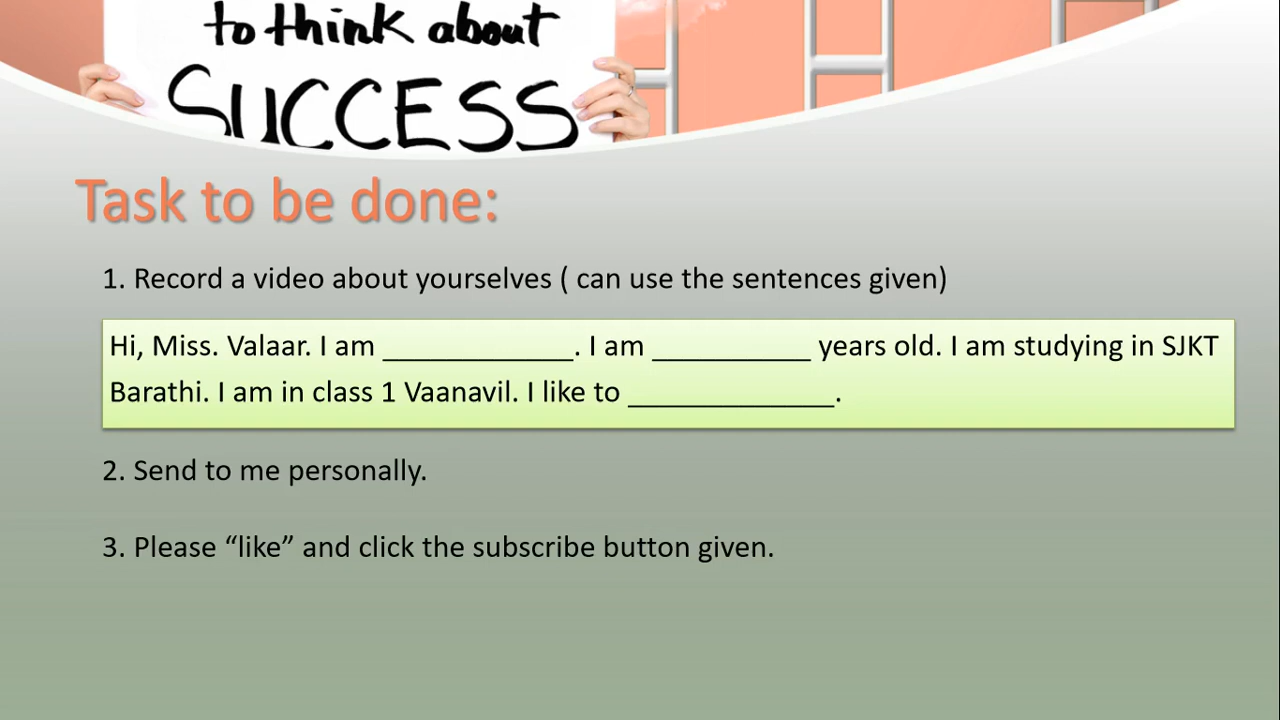 to think about
SUCCESS
Task to be done:
1. Record a video about yourselves ( can use the sentences given)
Hi, Miss. Valaar. I am _____________. I am ___________ years old. I am studying in SJKT
Barathi. I am in class 1 Vaanavil. I like to ______________.
2. Send to me personally.
3. Please “like” and click the subscribe button given.